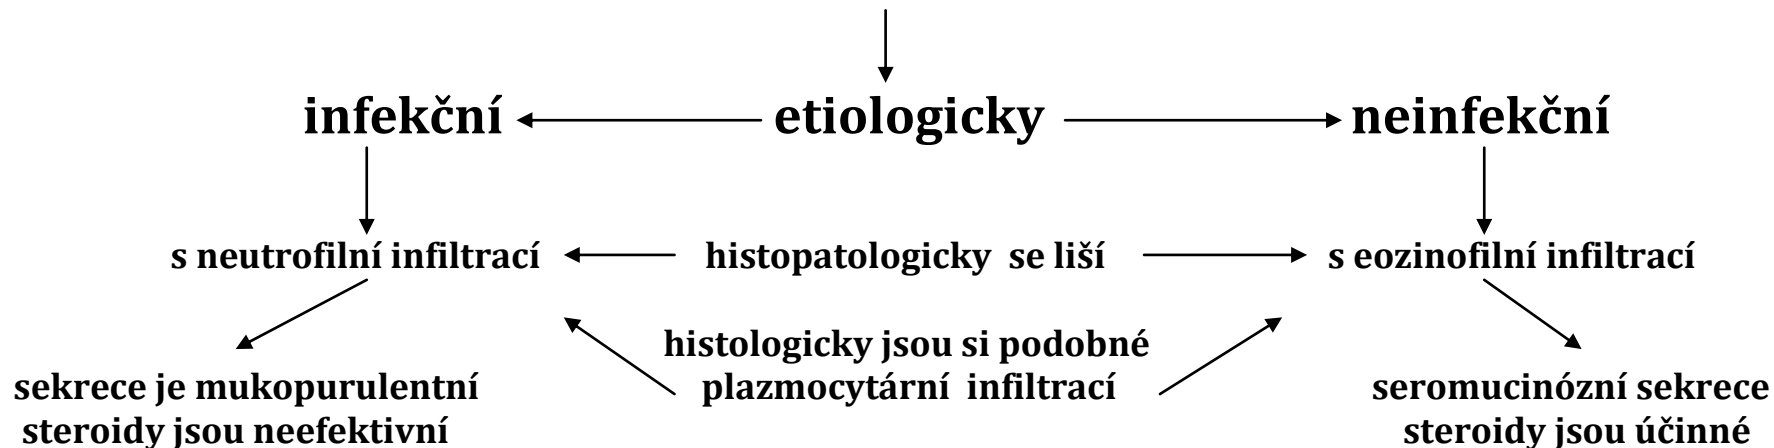 infekční etiologicky neinfekční
s neutrofilní infiltrací histopatologicky se liší s eozinofilní infiltrací
histologicky jsou si podobné
plazmocytární infiltrací
sekrece je mukopurulentní
steroidy jsou neefektivní
seromucinózní sekrece
steroidy jsou účinné